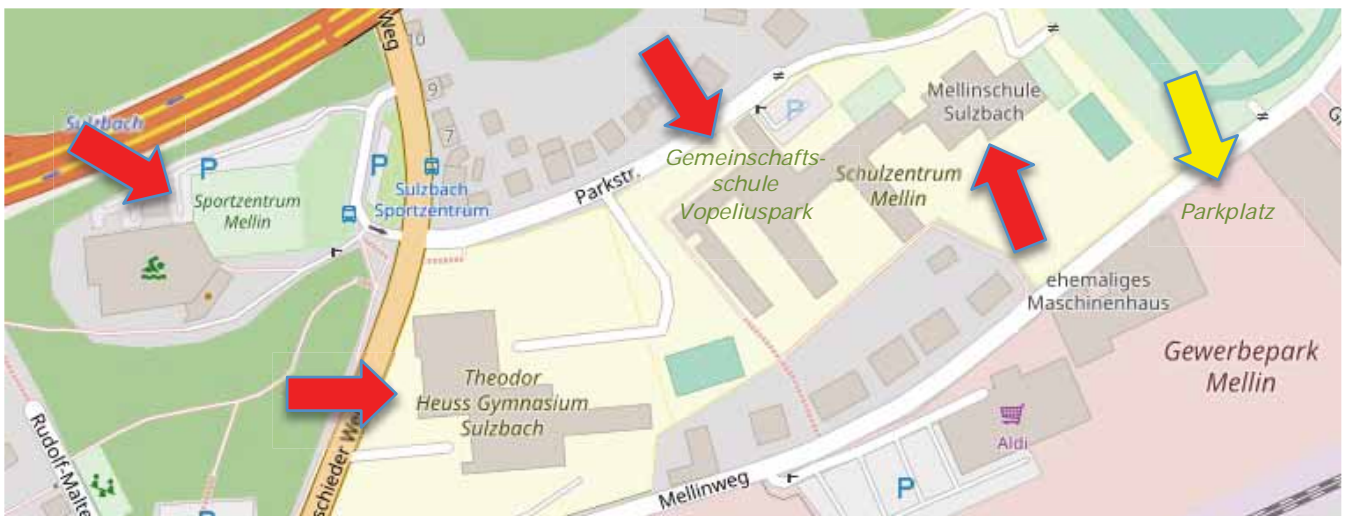 Weg
10
9
7
Sulzbach
P
Sportzentrum
Mellin
P
Sulzbach
Sportzentrum
Parkstr.
Gemeinschafts-
schule
Vopeliuspark
P
Schulzentrum
Mellin
Mellinschule
Sulzbach
Parkplatz
ehemaliges
Maschinenhaus
Gewerbepark
Mellin
Theodor
Heuss Gymnasium
Sulzbach
schieder We
Rudolf-Malte
Mellinweg
Aldi
P
P